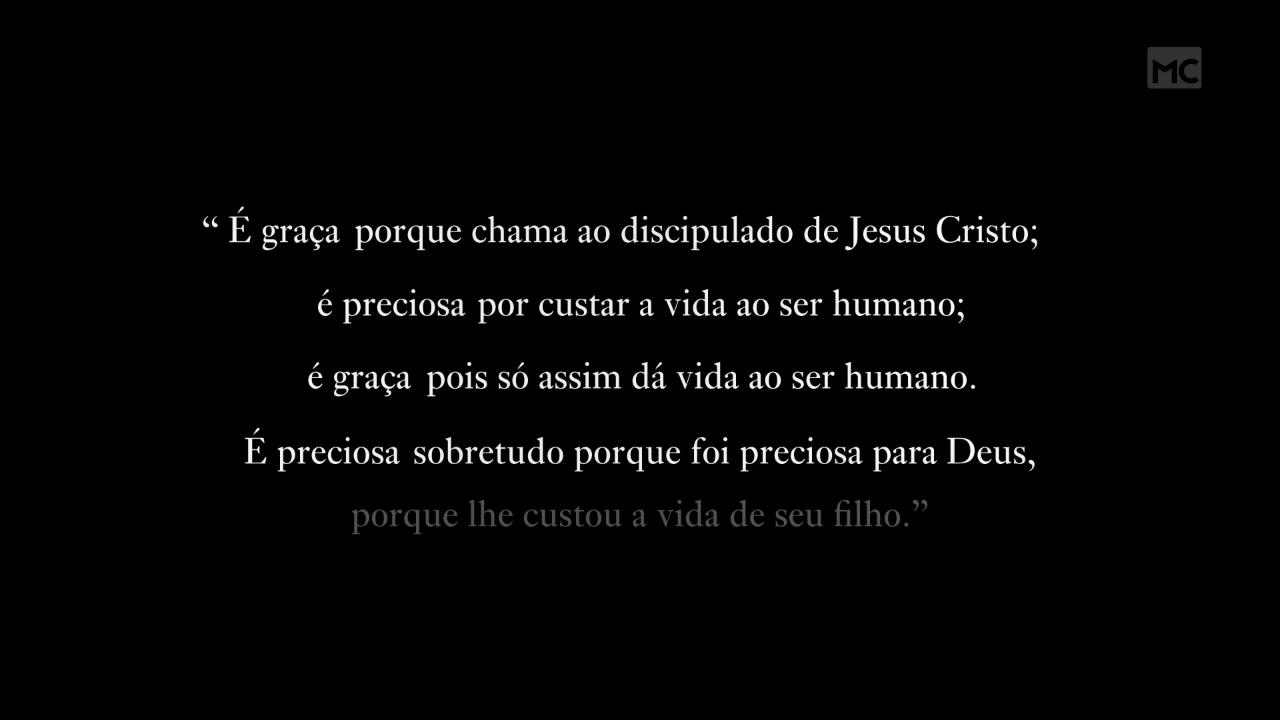 MC
“ É graça porque chama ao discipulado de Jesus Cristo;
é preciosa por custar a vida ao ser humano;
é graça pois só assim dá vida ao ser humano.
É preciosa sobretudo porque foi preciosa para Deus,
porque lhe custou a vida de seu filho.”